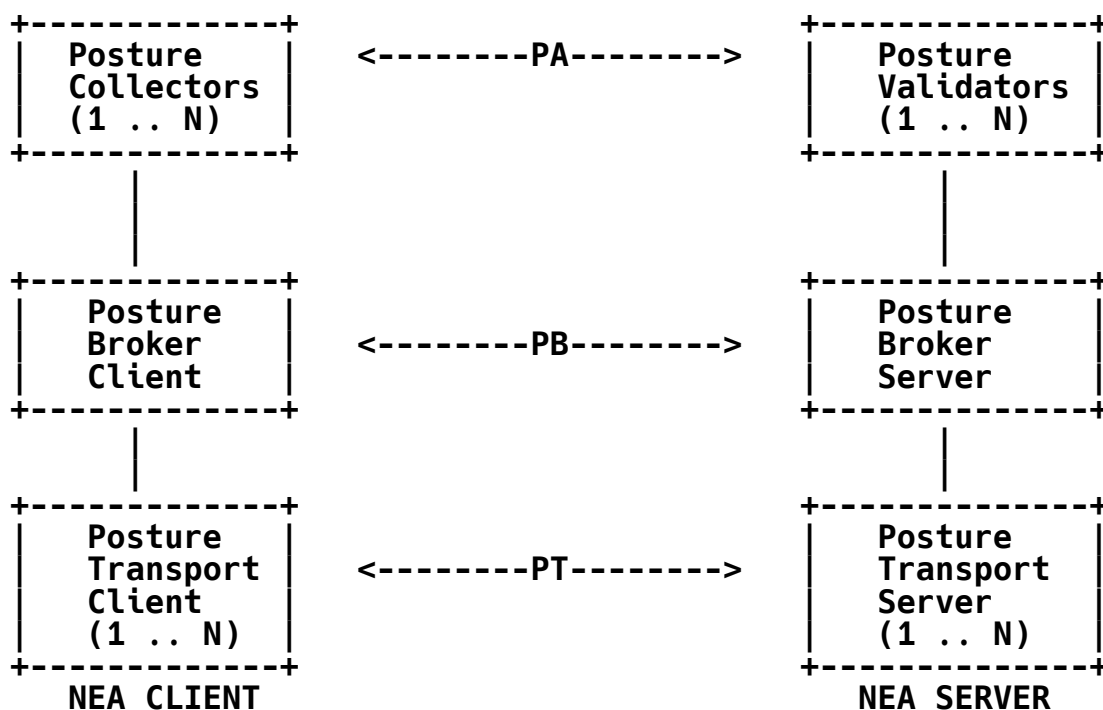 +-------------+ +--------------+
| Posture | <--------PA--------> | Posture |
| Collectors | | Validators |
| (1 .. N) | | (1 .. N) |
+-------------+ +--------------+
| |
| |
| |
+-------------+ +--------------+
| Posture | | Posture |
| Broker | <--------PB--------> | Broker |
| Client | | Server |
+-------------+ +--------------+
| |
| |
+-------------+ +--------------+
| Posture | | Posture |
| Transport | <--------PT--------> | Transport |
| Client | | Server |
| (1 .. N) | | (1 .. N) |
+-------------+ +--------------+
NEA CLIENT NEA SERVER